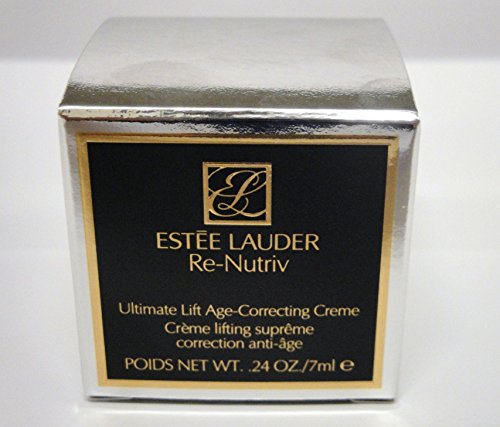 EL
ESTĒE LAUDER
Re-Nutriv
Ultimate Lift Age-Correcting Creme
Crème lifting suprême
correction anti-âge
POIDS NET WT. .24 OZ./7ml ℮